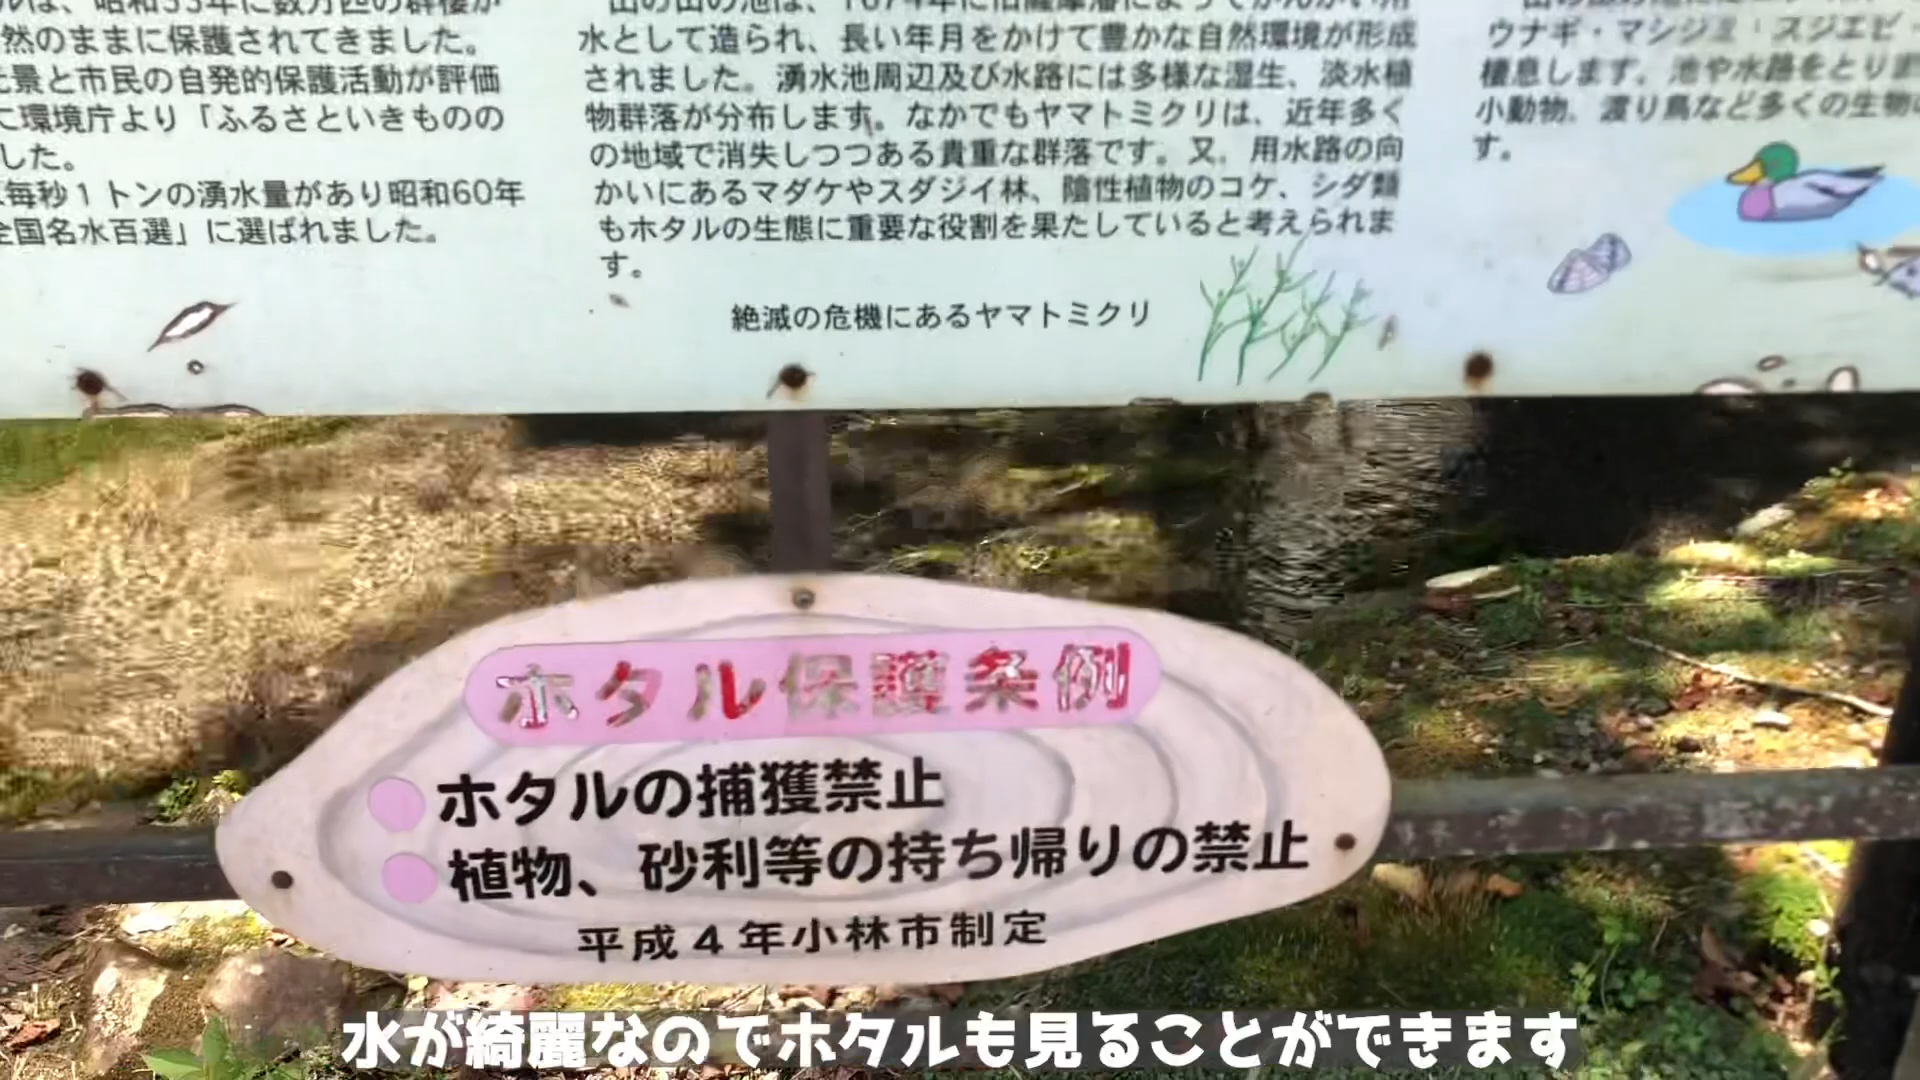 然のままに保護されてきました。
景と市民の自発的保護活動が評価
に環境庁より「ふるさといきものの
した。
毎秒1トンの湧水量があり昭和60年
全国名水百選」に選ばれました。
水として造られ、長い年月をかけて豊かな自然環境が形成
されました。湧水池周辺及び水路には多様な湿生、淡水植
物群落が分布します。なかでもヤマトミクリは、近年多く
の地域で消失しつつある貴重な群落です。又、用水路の向
かいにあるマダケやスダジイ林、陰性植物のコケ、シダ類
もホタルの生態に重要な役割を果たしていると考えられま
す。
絶滅の危機にあるヤマトミクリ
ウナギ・マシジミ・スジエビ・
棲息します。池や水路をとりま
小動物、渡り鳥など多くの生物
す。
ホタル保護条例
ホタルの捕獲禁止
植物、砂利等の持ち帰りの禁止
平成4年小林市制定
水が綺麗なのでホタルも見ることができます